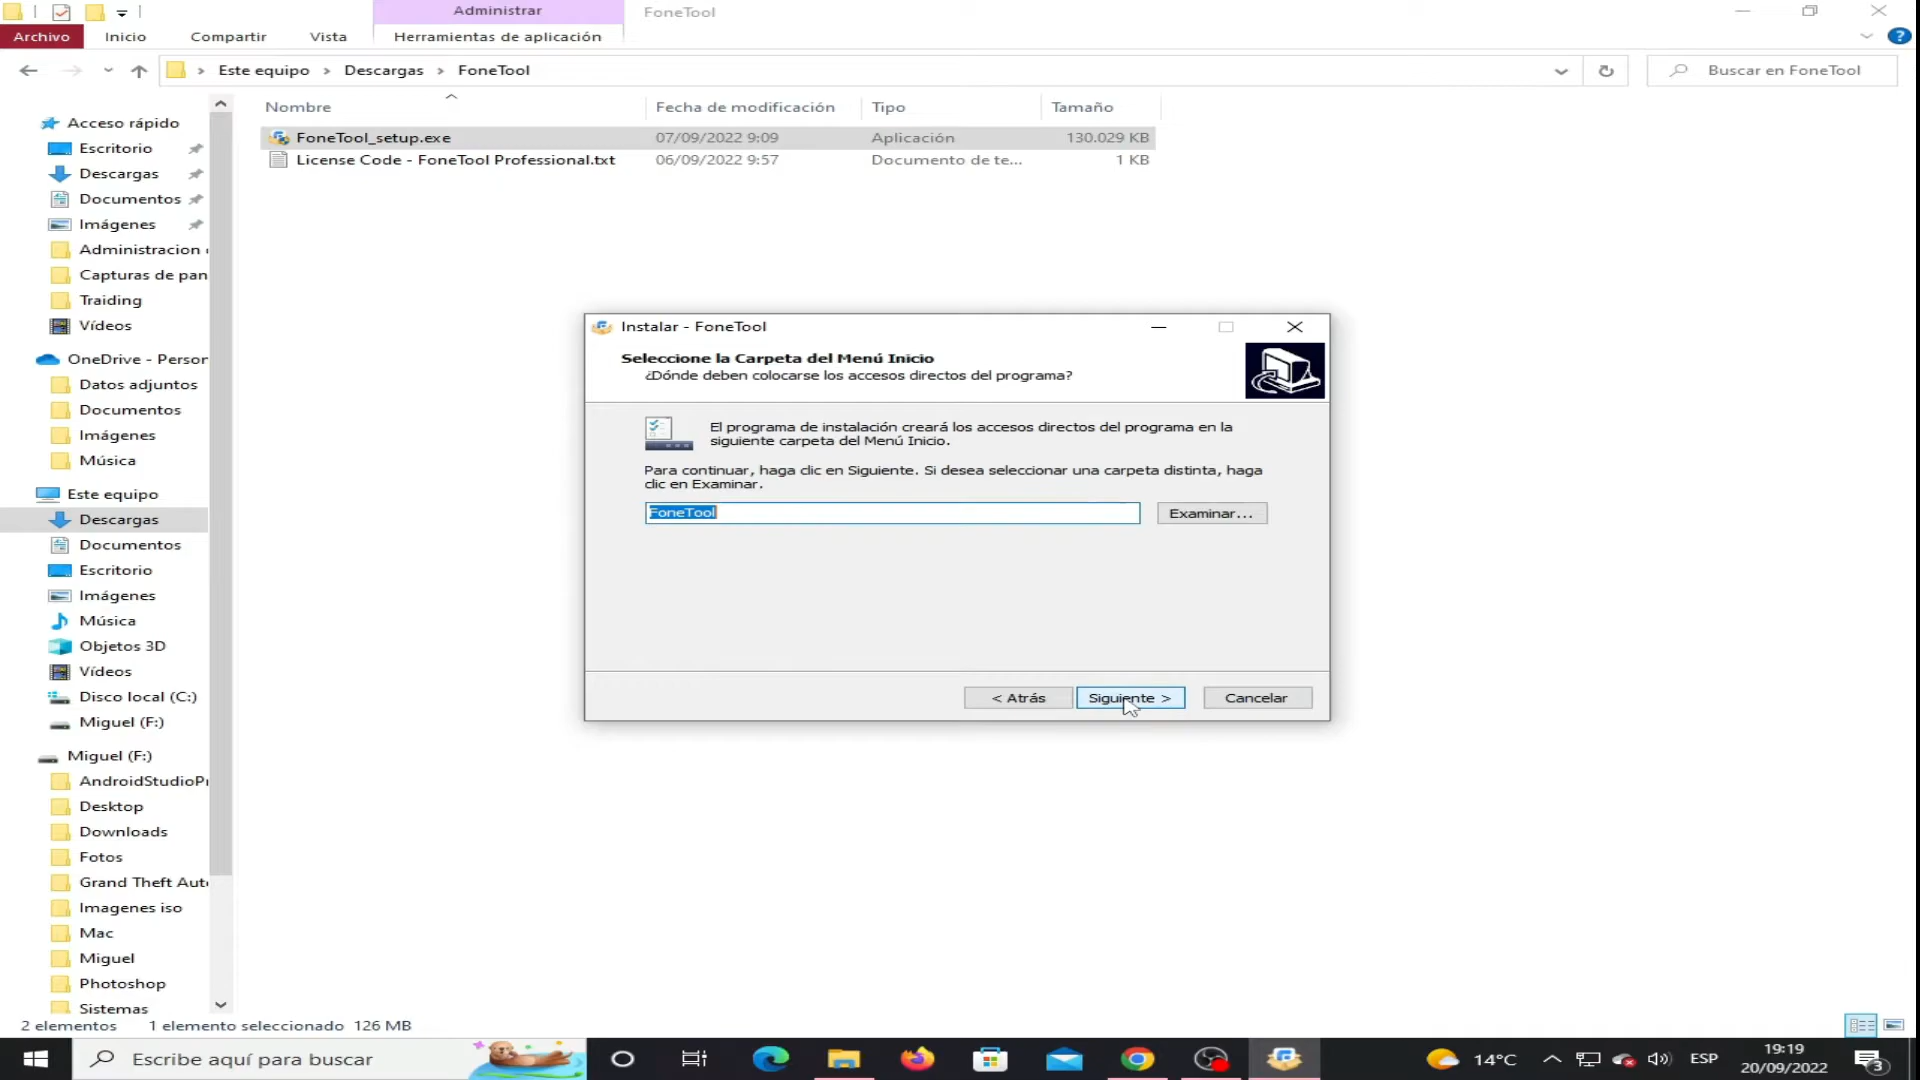 Administrar
FoneTool
Archivo
Inicio
Compartir
Vista
Herramientas de aplicación
Este equipo
Descargas
FoneTool
Buscar en FoneTool
Nombre
Fecha de modificación
Tipo
Tamaño
FoneTool_setup.exe
07/09/2022 9:09
Aplicación
130.029 KB
License Code - FoneTool Professional.txt
06/09/2022 9:57
Documento de te...
1 KB
Acceso rápido
Escritorio
Descargas
Documentos
Imágenes
Administracion
Capturas de pan
Traiding
Vídeos
OneDrive - Person
Datos adjuntos
Documentos
Imágenes
Música
Este equipo
Descargas
Documentos
Escritorio
Imágenes
Música
Objetos 3D
Vídeos
Disco local (C:)
Miguel (F:)
Miguel (F:)
AndroidStudioPr
Desktop
Downloads
Fotos
Grand Theft Aut
Imagenes iso
Mac
Miguel
Photoshop
Sistemas
Instalar - FoneTool
Seleccione la Carpeta del Menú Inicio
¿Dónde deben colocarse los accesos directos del programa?
El programa de instalación creará los accesos directos del programa en la
siguiente carpeta del Menú Inicio.
Para continuar, haga clic en Siguiente. Si desea seleccionar una carpeta distinta, haga
clic en Examinar.
FoneTool
Examinar...
< Atrás
Siguiente >
Cancelar
2 elementos
1 elemento seleccionado 126 MB
Escribe aquí para buscar
14°C
ESP
19:19
20/09/2022
3